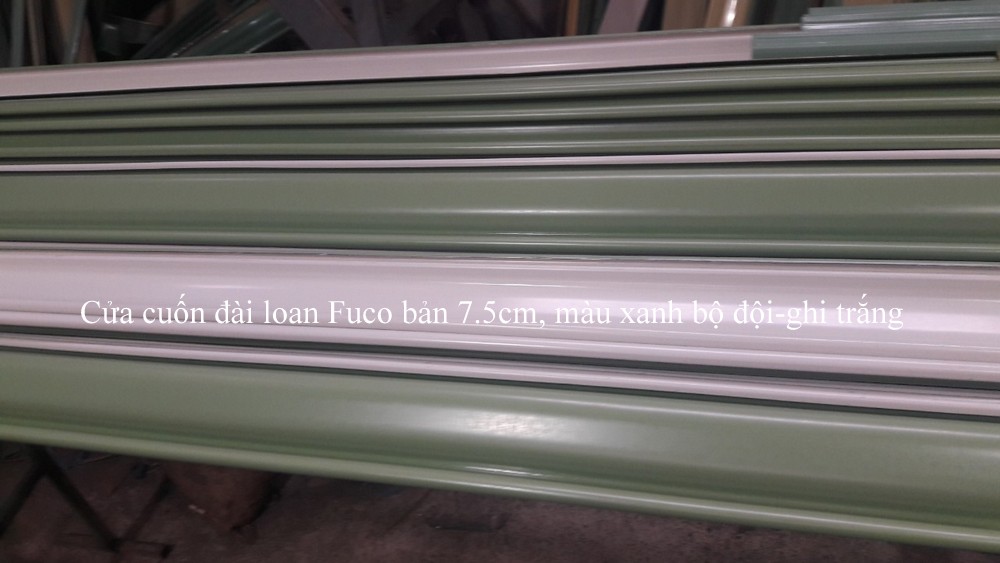 Cửa cuốn đài loan Fuco bản 7.5cm, màu xanh bộ đội-ghi trắng